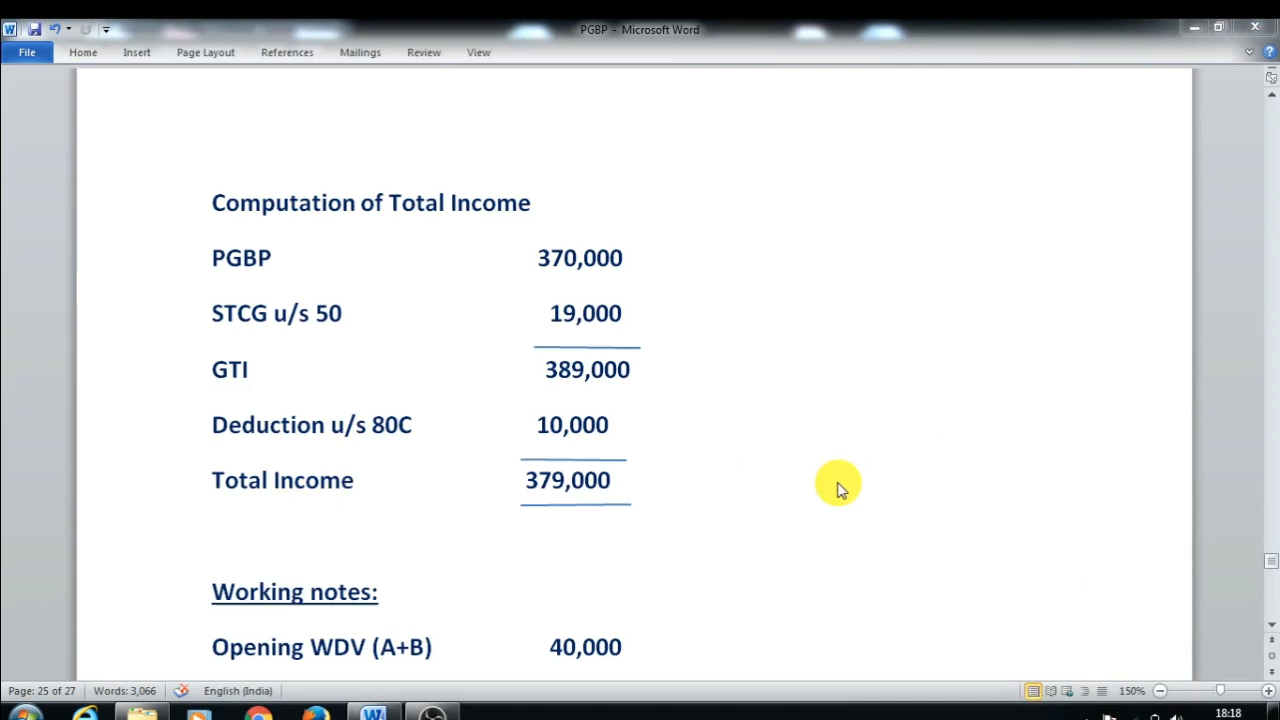 PGBP - Microsoft Word
File Home Insert Page Layout References Mailings Review View
Computation of Total Income
PGBP 370,000
STCG u/s 50 19,000
GTI 389,000
Deduction u/s 80C 10,000
Total Income 379,000
Working notes:
Opening WDV (A+B) 40,000
Page: 25 of 27 Words: 3,066 English (India) 150%
18:18